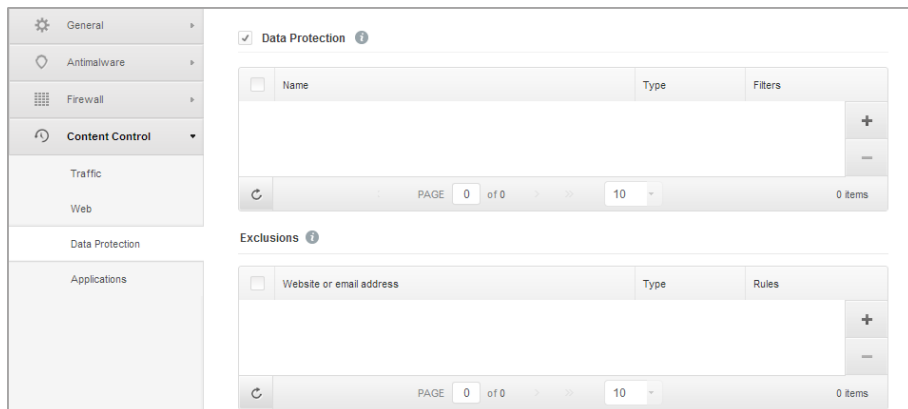 General
Antimalware
Firewall
Content Control
Traffic
Web
Data Protection
Applications
Data Protection
Name Type Filters
PAGE 0 of 0 10 0 items
Exclusions
Website or email address Type Rules
PAGE 0 of 0 10 0 items